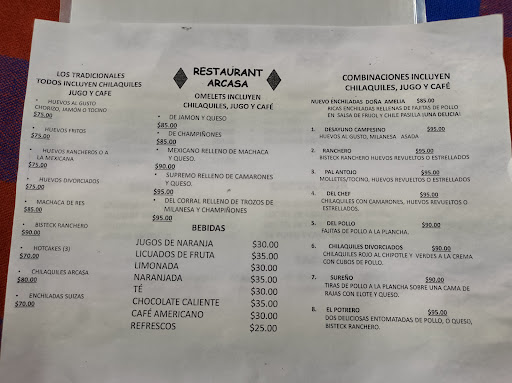 LOS TRADICIONALES
TODOS INCLUYEN CHILAQUILES
JUGO Y CAFE
• HUEVOS AL GUSTO
CHORIZO, JAMÓN O TOCINO
$75.00
• HUEVOS FRITOS
$75.00
• HUEVOS RANCHEROS O A
LA MEXICANA
$75.00
• HUEVOS DIVORCIADOS
$75.00
• MACHACA DE RES
$85.00
• BISTECK RANCHERO
$90.00
• HOTCAKES (3)
$70.00
• CHILAQUILES ARCASA
$80.00
• ENCHILADAS SUIZAS
$70.00
RESTAURANT
ARCASA
OMELETS INCLUYEN
CHILAQUILES, JUGO Y CAFÉ
• DE JAMON Y QUESO
$85.00
• DE CHAMPIÑONES
$85.00
• MEXICANO RELLENO DE MACHACA
Y QUESO.
$90.00
• SUPREMO RELLENO DE CAMARONES
Y QUESO.
$95.00
• DEL CORRAL RELLENO DE TROZOS DE
MILANESA Y CHAMPIÑONES
$95.00
BEBIDAS
JUGOS DE NARANJA $30.00
LICUADOS DE FRUTA $35.00
LIMONADA $30.00
NARANJADA $35.00
TÉ $30.00
CHOCOLATE CALIENTE $35.00
CAFÉ AMERICANO $30.00
REFRESCOS $25.00
COMBINACIONES INCLUYEN
CHILAQUILES, JUGO Y CAFÉ
NUEVO ENCHILADAS DOÑA AMELIA $85.00
RICAS ENCHILADAS RELLENAS DE FAJITAS DE POLLO
EN SALSA DE FRIJOL Y CHILE PASILLA ¡UNA DELICIA!
1. DESAYUNO CAMPESINO $95.00
HUEVOS AL GUSTO, MILANESA ASADA
2. RANCHERO $95.00
BISTECK RANCHERO HUEVOS REVUELTOS O ESTRELLADOS
3. PAL ANTOJO $95.00
MOLLETES/TOCINO, HUEVOS REVUELTOS O ESTRELLADOS
4. DEL CHEF $95.00
CHILAQUILES CON CAMARONES, HUEVOS REVUELTOS O
ESTRELLADOS.
5. DEL POLLO $90.00
FAJITAS DE POLLO A LA PLANCHA.
6. CHILAQUILES DIVORCIADOS $90.00
CHILAQUILES ROJO AL CHIPOTLE Y VERDES A LA CREMA
CON CUBOS DE POLLO.
7. SUREÑO $90.00
TIRAS DE POLLO A LA PLANCHA SOBRE UNA CAMA DE
RAJAS CON ELOTE Y QUESO.
8. EL POTRERO $95.00
DOS DELICIOSAS ENTOMATADAS DE POLLO, O QUESO,
BISTECK RANCHERO.